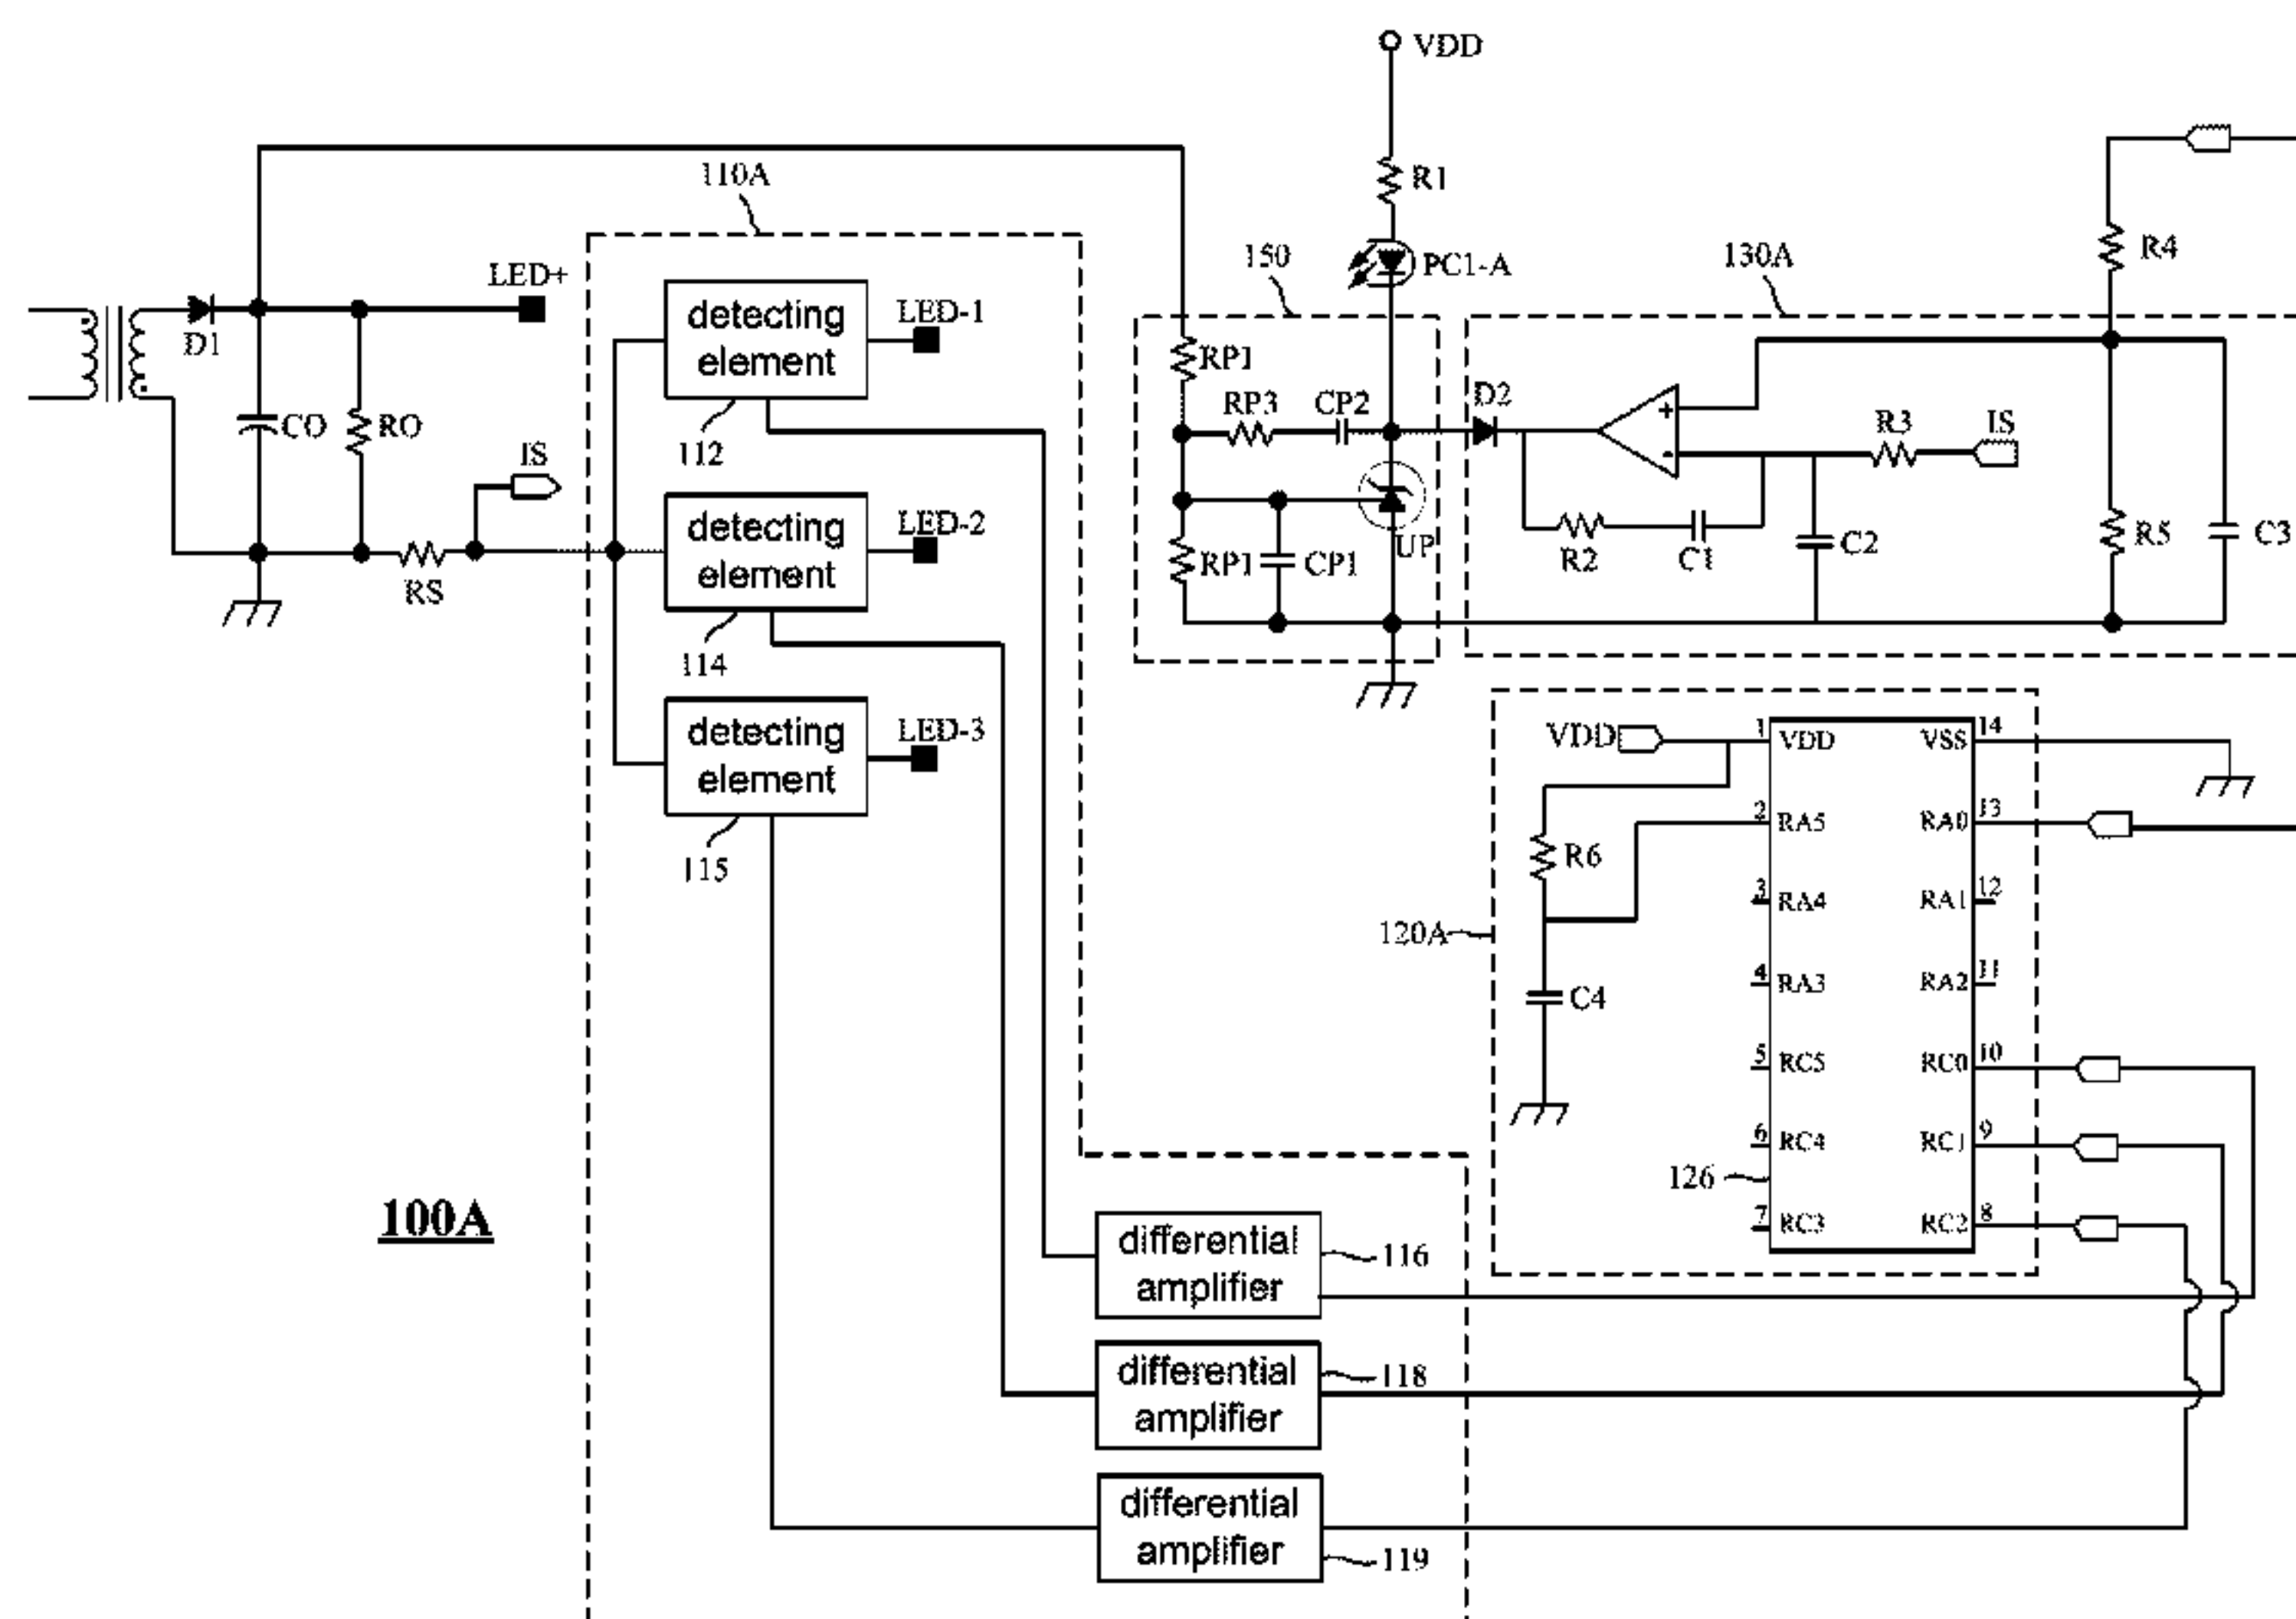 VDD
110A
R1
150
130A
R4
PC1-A
LED+
detecting
element
LED-1
D1
RP1
D2
RP3
CP2
+
CO
RO
R3
IS
112
IS
-
detecting
element
LED-2
UP
R2
C1
C2
R5
C3
RP1
CP1
RS
114
detecting
element
LED-3
VDD
1
VDD
VSS
14
2
RA5
RA0
13
R6
115
3
RA4
RA1
12
120A
4
RA3
RA2
11
C4
5
RC5
RC0
10
6
RC4
RC1
9
126
7
RC3
RC2
8
100A
differential
amplifier
116
differential
amplifier
118
differential
amplifier
119